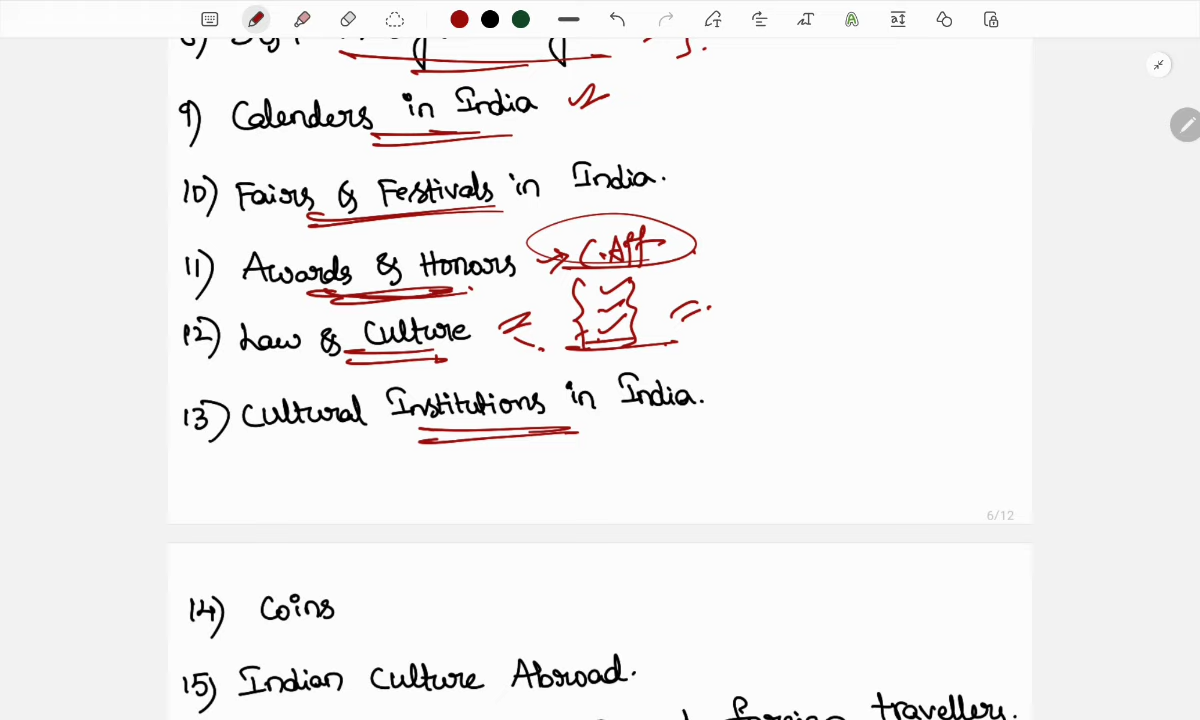 9) Calenders in India
10) Fairs & Festivals in India.
11) Awards & Honors → C.Aff
12) Law & Culture
13) Cultural Institutions in India.
6/12
14) Coins
15) Indian Culture Abroad.
foreign travellers.